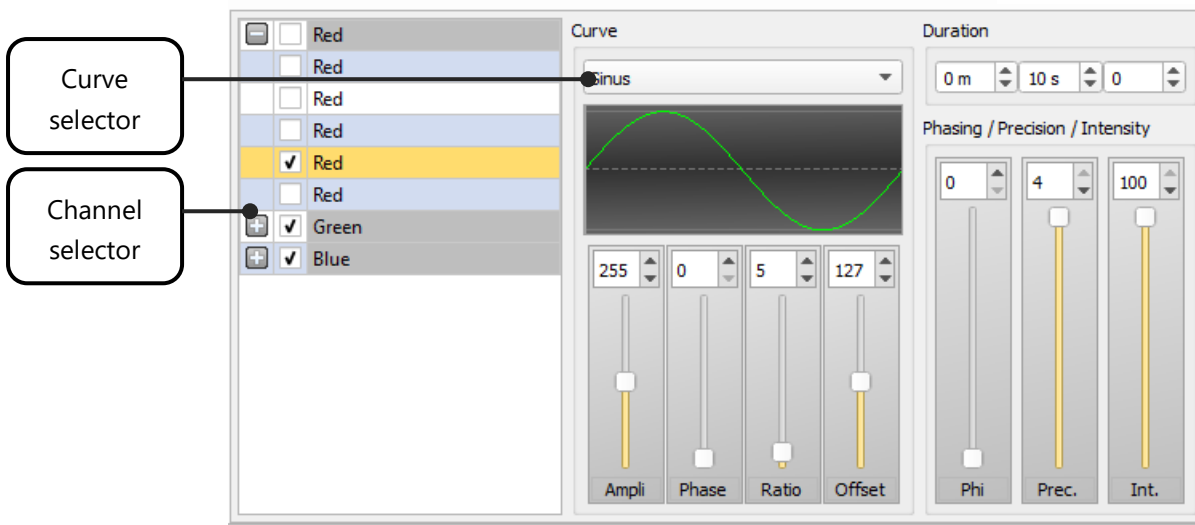 Curve
selector
Channel
selector
Red
Red
Red
Red
Red
Red
Green
Blue
Curve
Sinus
255 0 5 127
Ampli Phase Ratio Offset
Duration
0 m 10 s 0
Phasing / Precision / Intensity
0 4 100
Phi Prec. Int.